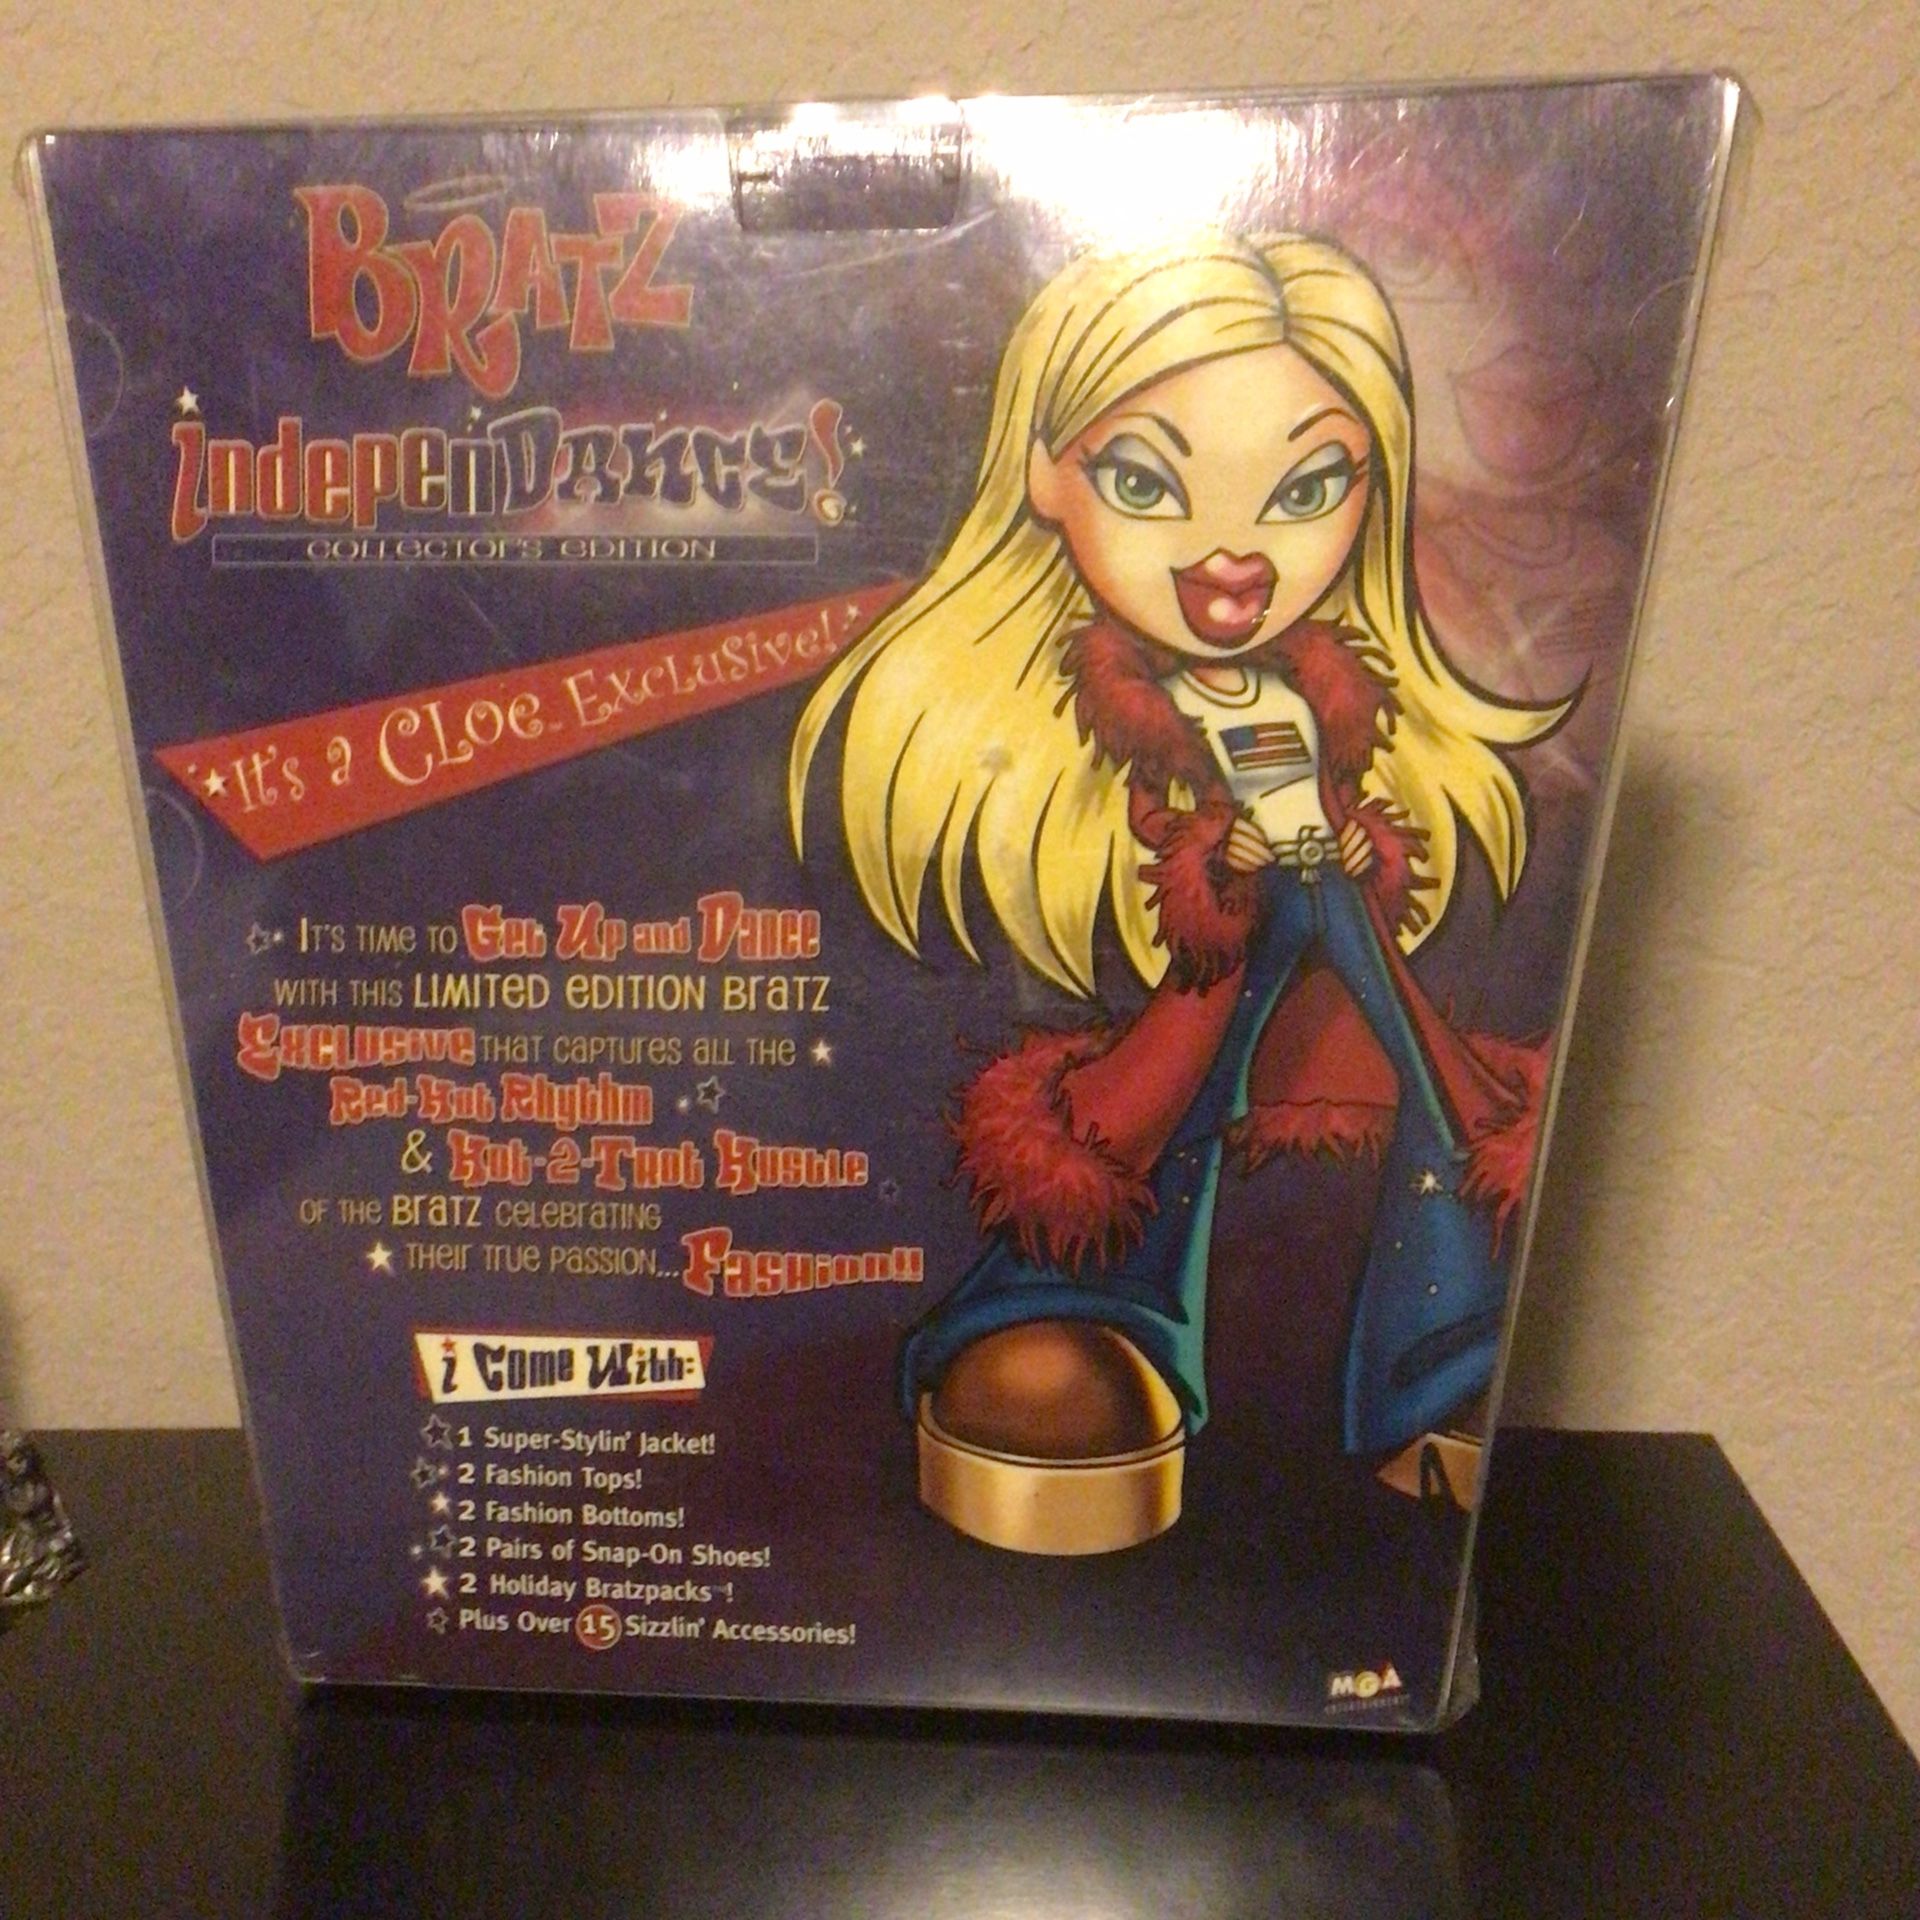 BRATZ
independance!
COLLECTOR'S EDITION
It's a CLOE™ Exclusive!
IT'S TIME TO Get Up and Dance
WITH THIS LIMITED EDITION BRATZ
Exclusive THAT CAPTURES ALL THE
Red-Hot Rhythm
& Hot-2-Trot Hustle
OF THE BRATZ CELEBRATING
THEIR TRUE PASSION... Fashion!!
i Come With:
1 Super-Stylin' Jacket!
2 Fashion Tops!
2 Fashion Bottoms!
2 Pairs of Snap-On Shoes!
2 Holiday Bratzpacks™!
Plus Over 15 Sizzlin' Accessories!
MGA
ENTERTAINMENT